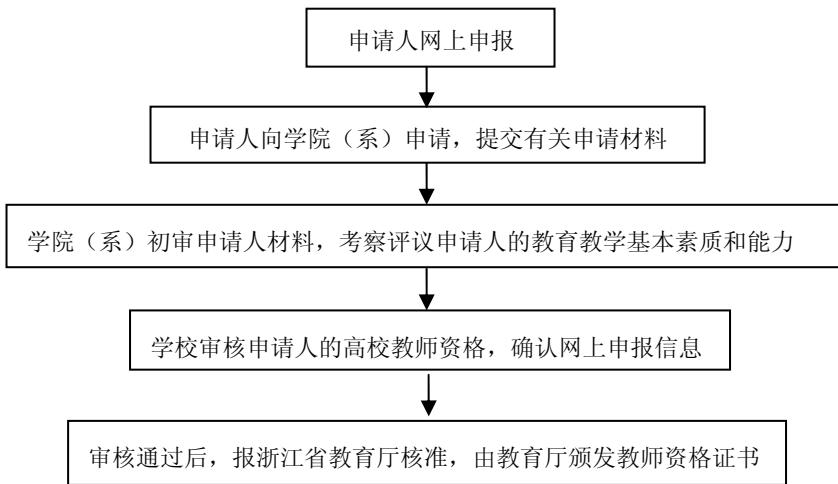 申请人网上申报
申请人向学院（系）申请，提交有关申请材料
学院（系）初审申请人材料，考察评议申请人的教育教学基本素质和能力
学校审核申请人的高校教师资格，确认网上申报信息
审核通过后，报浙江省教育厅核准，由教育厅颁发教师资格证书